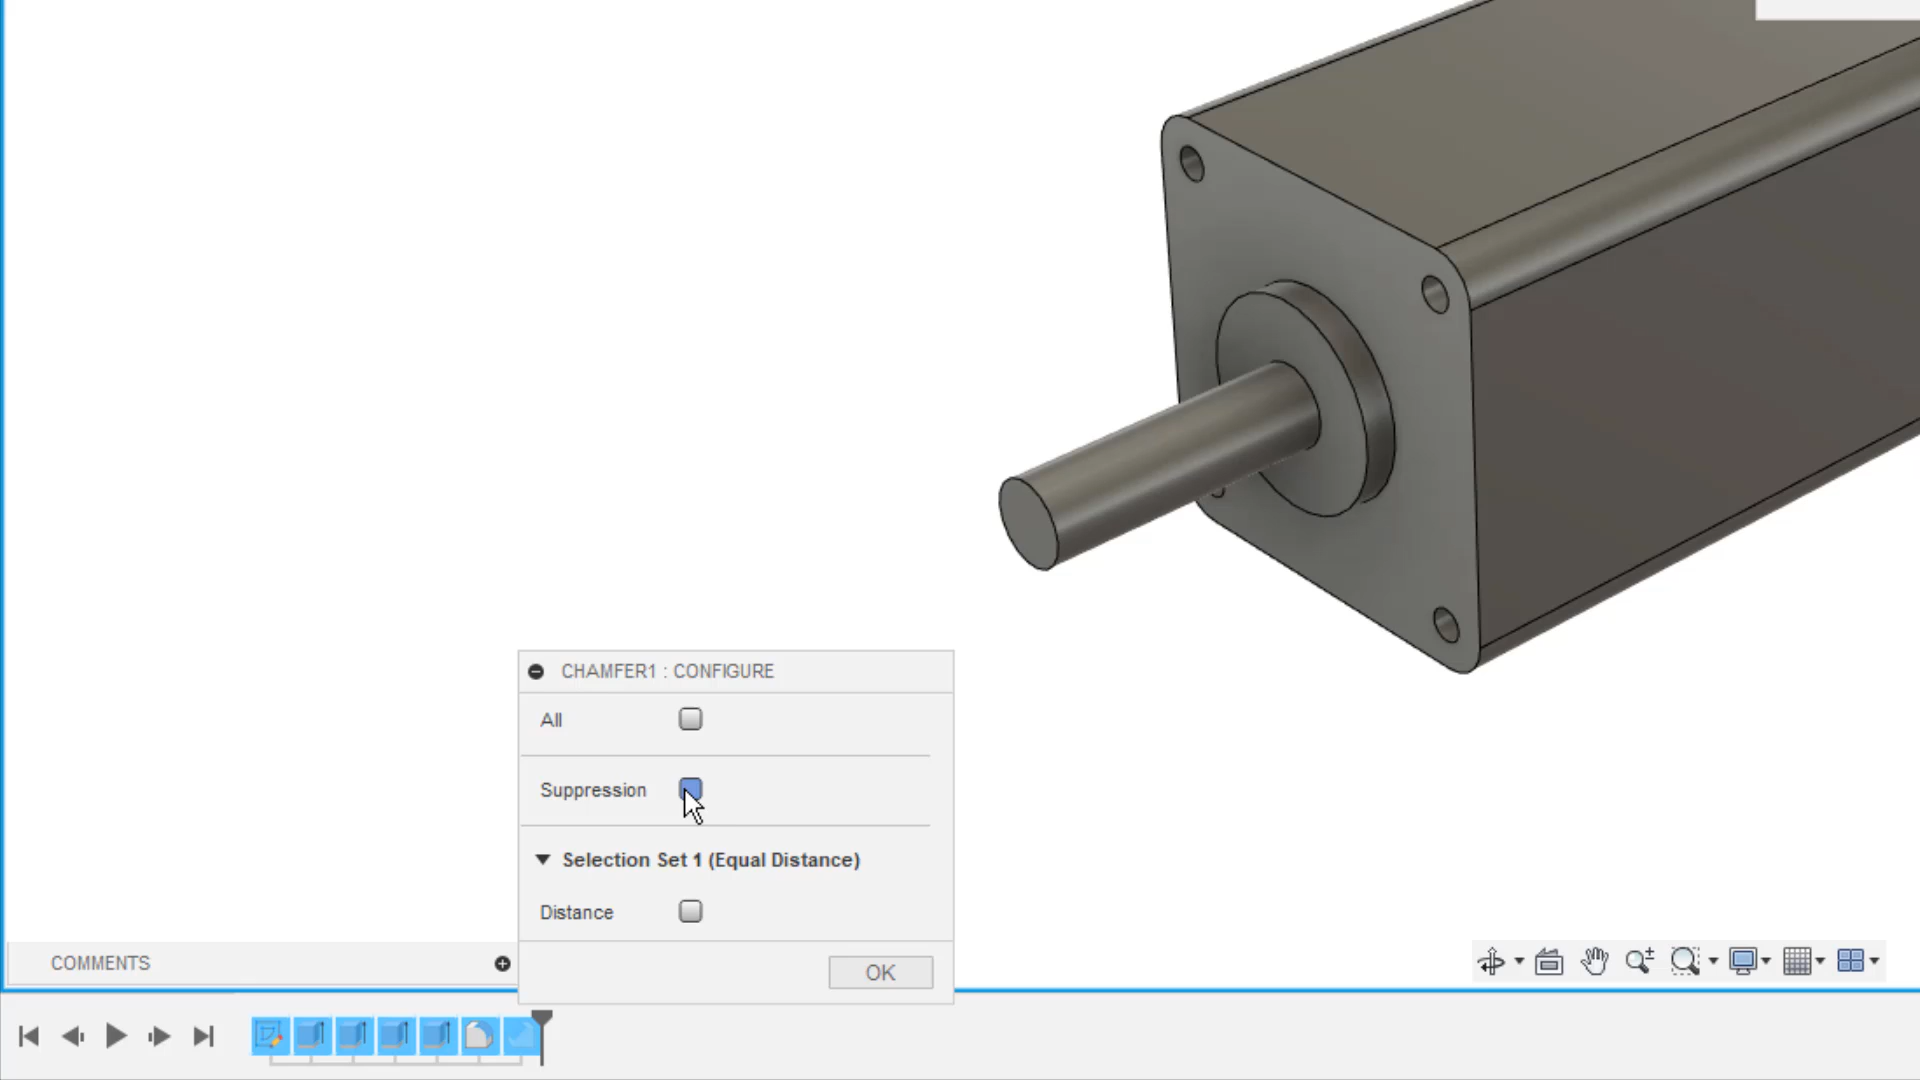 CHAMFER1 : CONFIGURE
All
Suppression
Selection Set 1 (Equal Distance)
Distance
OK
COMMENTS